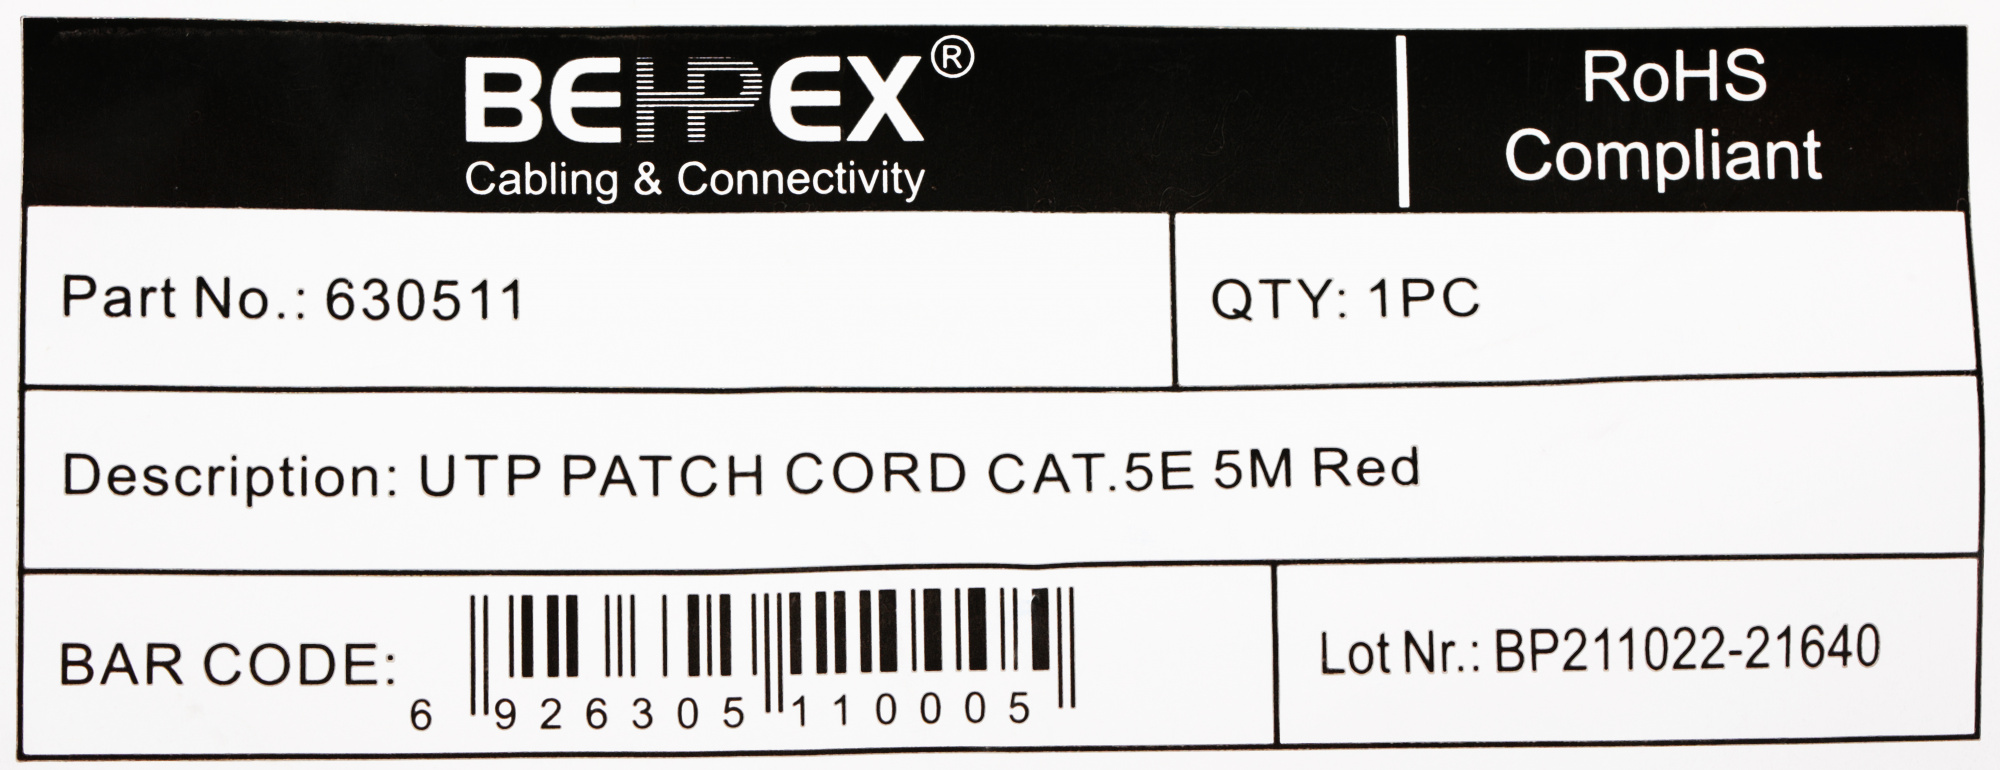 BEHPEX®
Cabling & Connectivity
RoHS
Compliant
Part No.: 630511
QTY: 1PC
Description: UTP PATCH CORD CAT.5E 5M Red
BAR CODE:
6 926305 110005
Lot Nr.: BP211022-21640